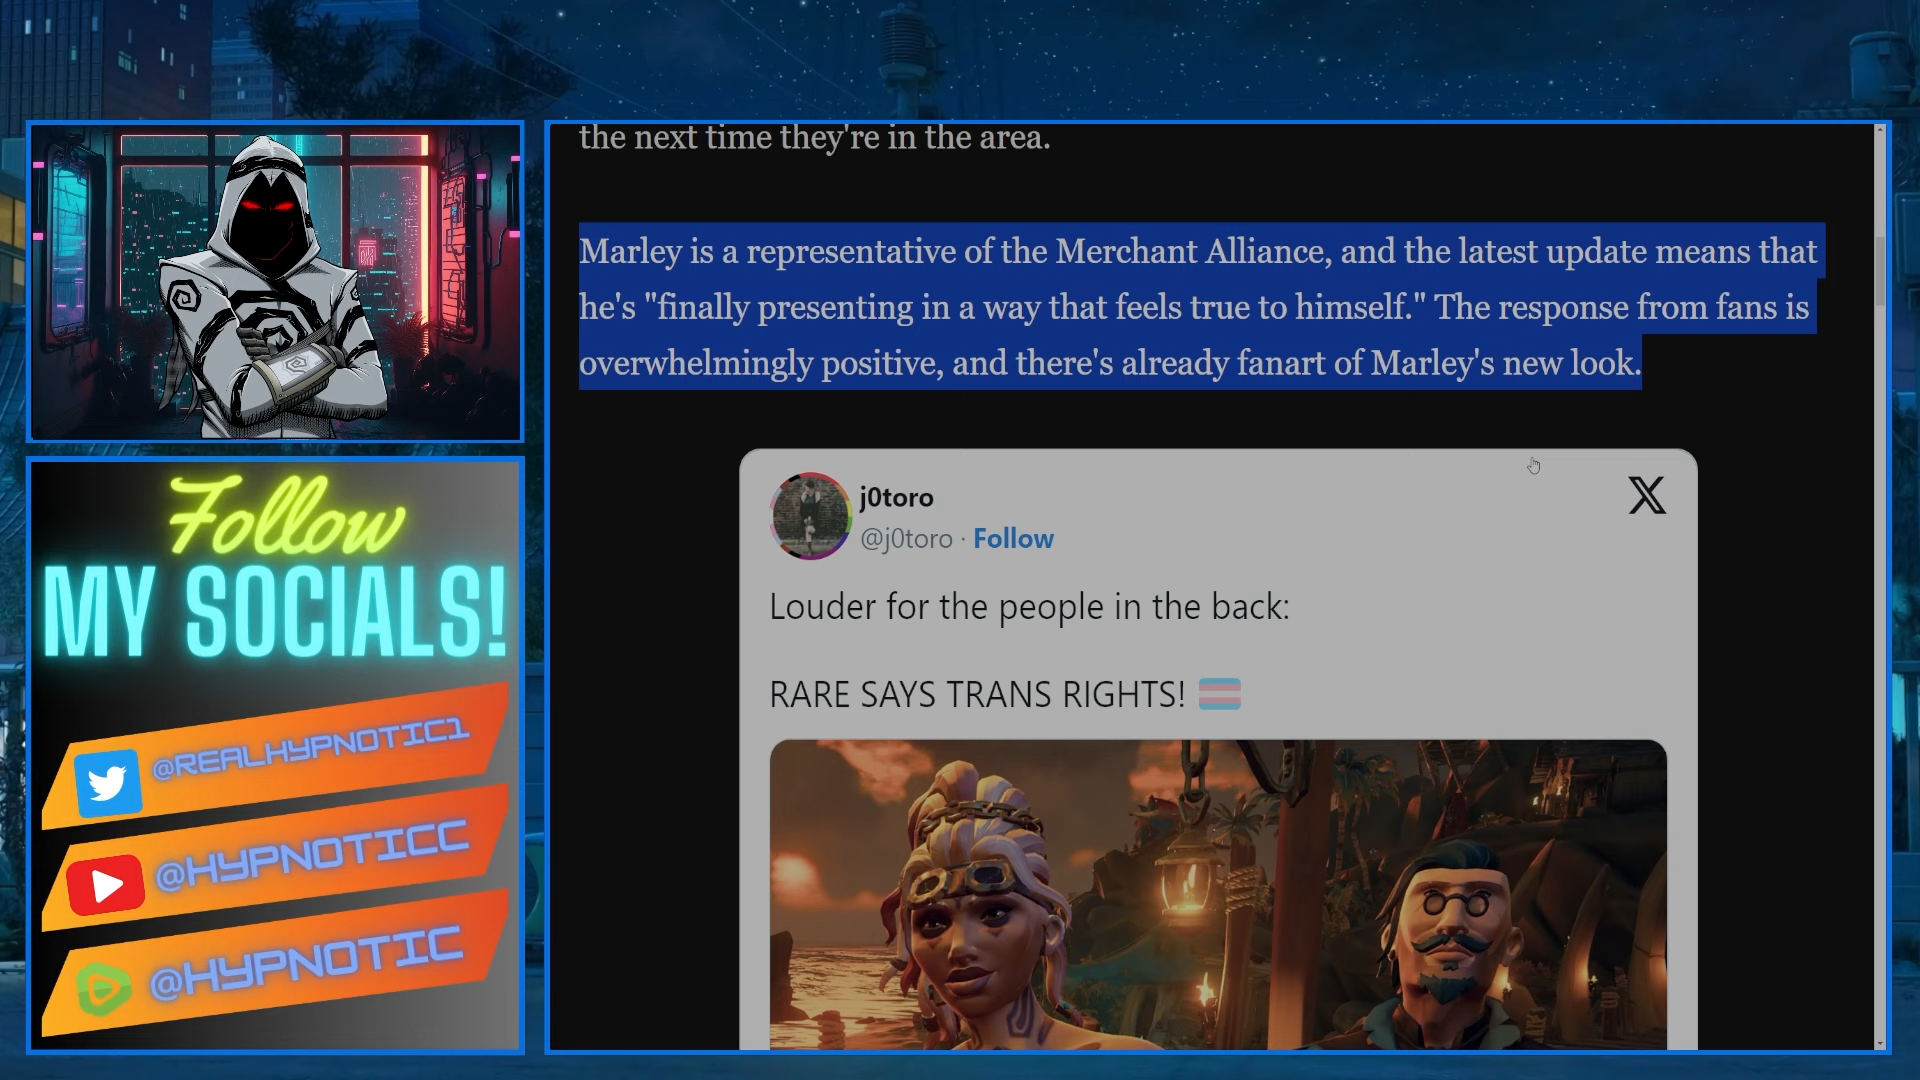 the next time they're in the area.
Marley is a representative of the Merchant Alliance, and the latest update means that
he's "finally presenting in a way that feels true to himself." The response from fans is
overwhelmingly positive, and there's already fanart of Marley's new look.
j0toro
@j0toro · Follow
Louder for the people in the back:
RARE SAYS TRANS RIGHTS!
Follow
MY SOCIALS!
@REALHYPNOTIC1
@HYPNOTICC
@HYPNOTIC